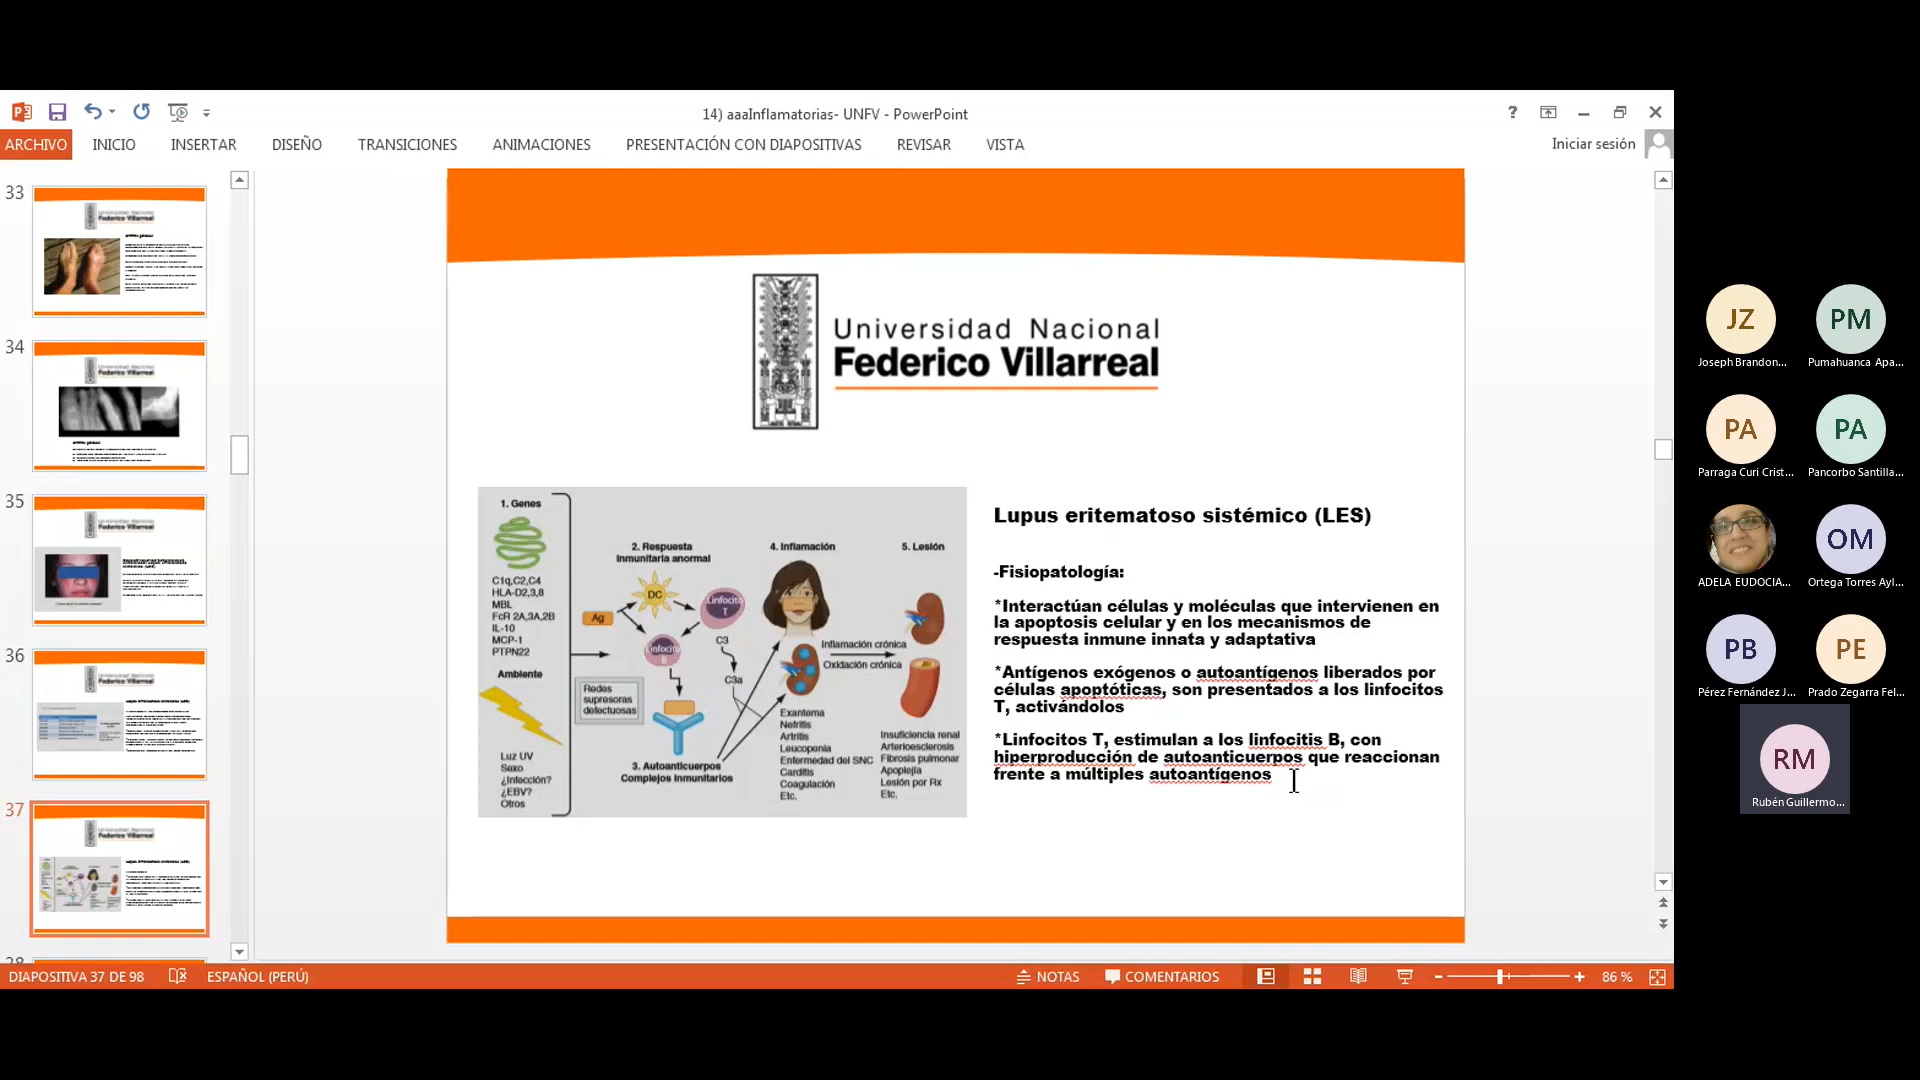 14) aaaInflamatorias- UNFV - PowerPoint
ARCHIVO INICIO INSERTAR DISEÑO TRANSICIONES ANIMACIONES PRESENTACIÓN CON DIAPOSITIVAS REVISAR VISTA
Iniciar sesión
33
34
35
36
37
Universidad Nacional
Federico Villarreal
1. Genes
C1q,C2,C4
HLA-D2,3,8
MBL
FcR 2A,3A,2B
IL-10
MCP-1
PTPN22
Ambiente
Luz UV
Sexo
¿Infección?
¿EBV?
Otros
2. Respuesta
inmunitaria anormal
DC
Ag
Linfocito
T
Linfocito
B
C3
C3a
Redes
supresoras
defectuosas
3. Autoanticuerpos
Complejos inmunitarios
4. Inflamación
Exantema
Nefritis
Artritis
Leucopenia
Enfermedad del SNC
Carditis
Coagulación
Etc.
Inflamación crónica
Oxidación crónica
5. Lesión
Insuficiencia renal
Arterioesclerosis
Fibrosis pulmonar
Apoplejía
Lesión por Rx
Etc.
Lupus eritematoso sistémico (LES)
-Fisiopatología:
*Interactúan células y moléculas que intervienen en
la apoptosis celular y en los mecanismos de
respuesta inmune innata y adaptativa
*Antígenos exógenos o autoantígenos liberados por
células apoptóticas, son presentados a los linfocitos
T, activándolos
*Linfocitos T, estimulan a los linfocitis B, con
hiperproducción de autoanticuerpos que reaccionan
frente a múltiples autoantígenos
DIAPOSITIVA 37 DE 98 ESPAÑOL (PERÚ) NOTAS COMENTARIOS 86 %
JZ
Joseph Brandon...
PM
Pumahuanca Apa...
PA
Parraga Curi Crist...
PA
Pancorbo Santilla...
ADELA EUDOCIA...
OM
Ortega Torres Ayl...
PB
Pérez Fernández J...
PE
Prado Zegarra Fel...
RM
Rubén Guillermo...